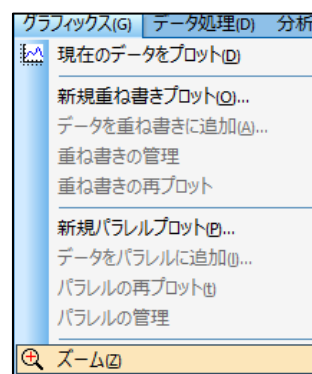 グラフィックス(G) データ処理(D) 分析
現在のデータをプロット(D)
新規重ね書きプロット(O)...
データを重ね書きに追加(A)...
重ね書きの管理
重ね書きの再プロット
新規パラレルプロット(P)...
データをパラレルに追加(I)...
パラレルの再プロット(t)
パラレルの管理
ズーム(Z)